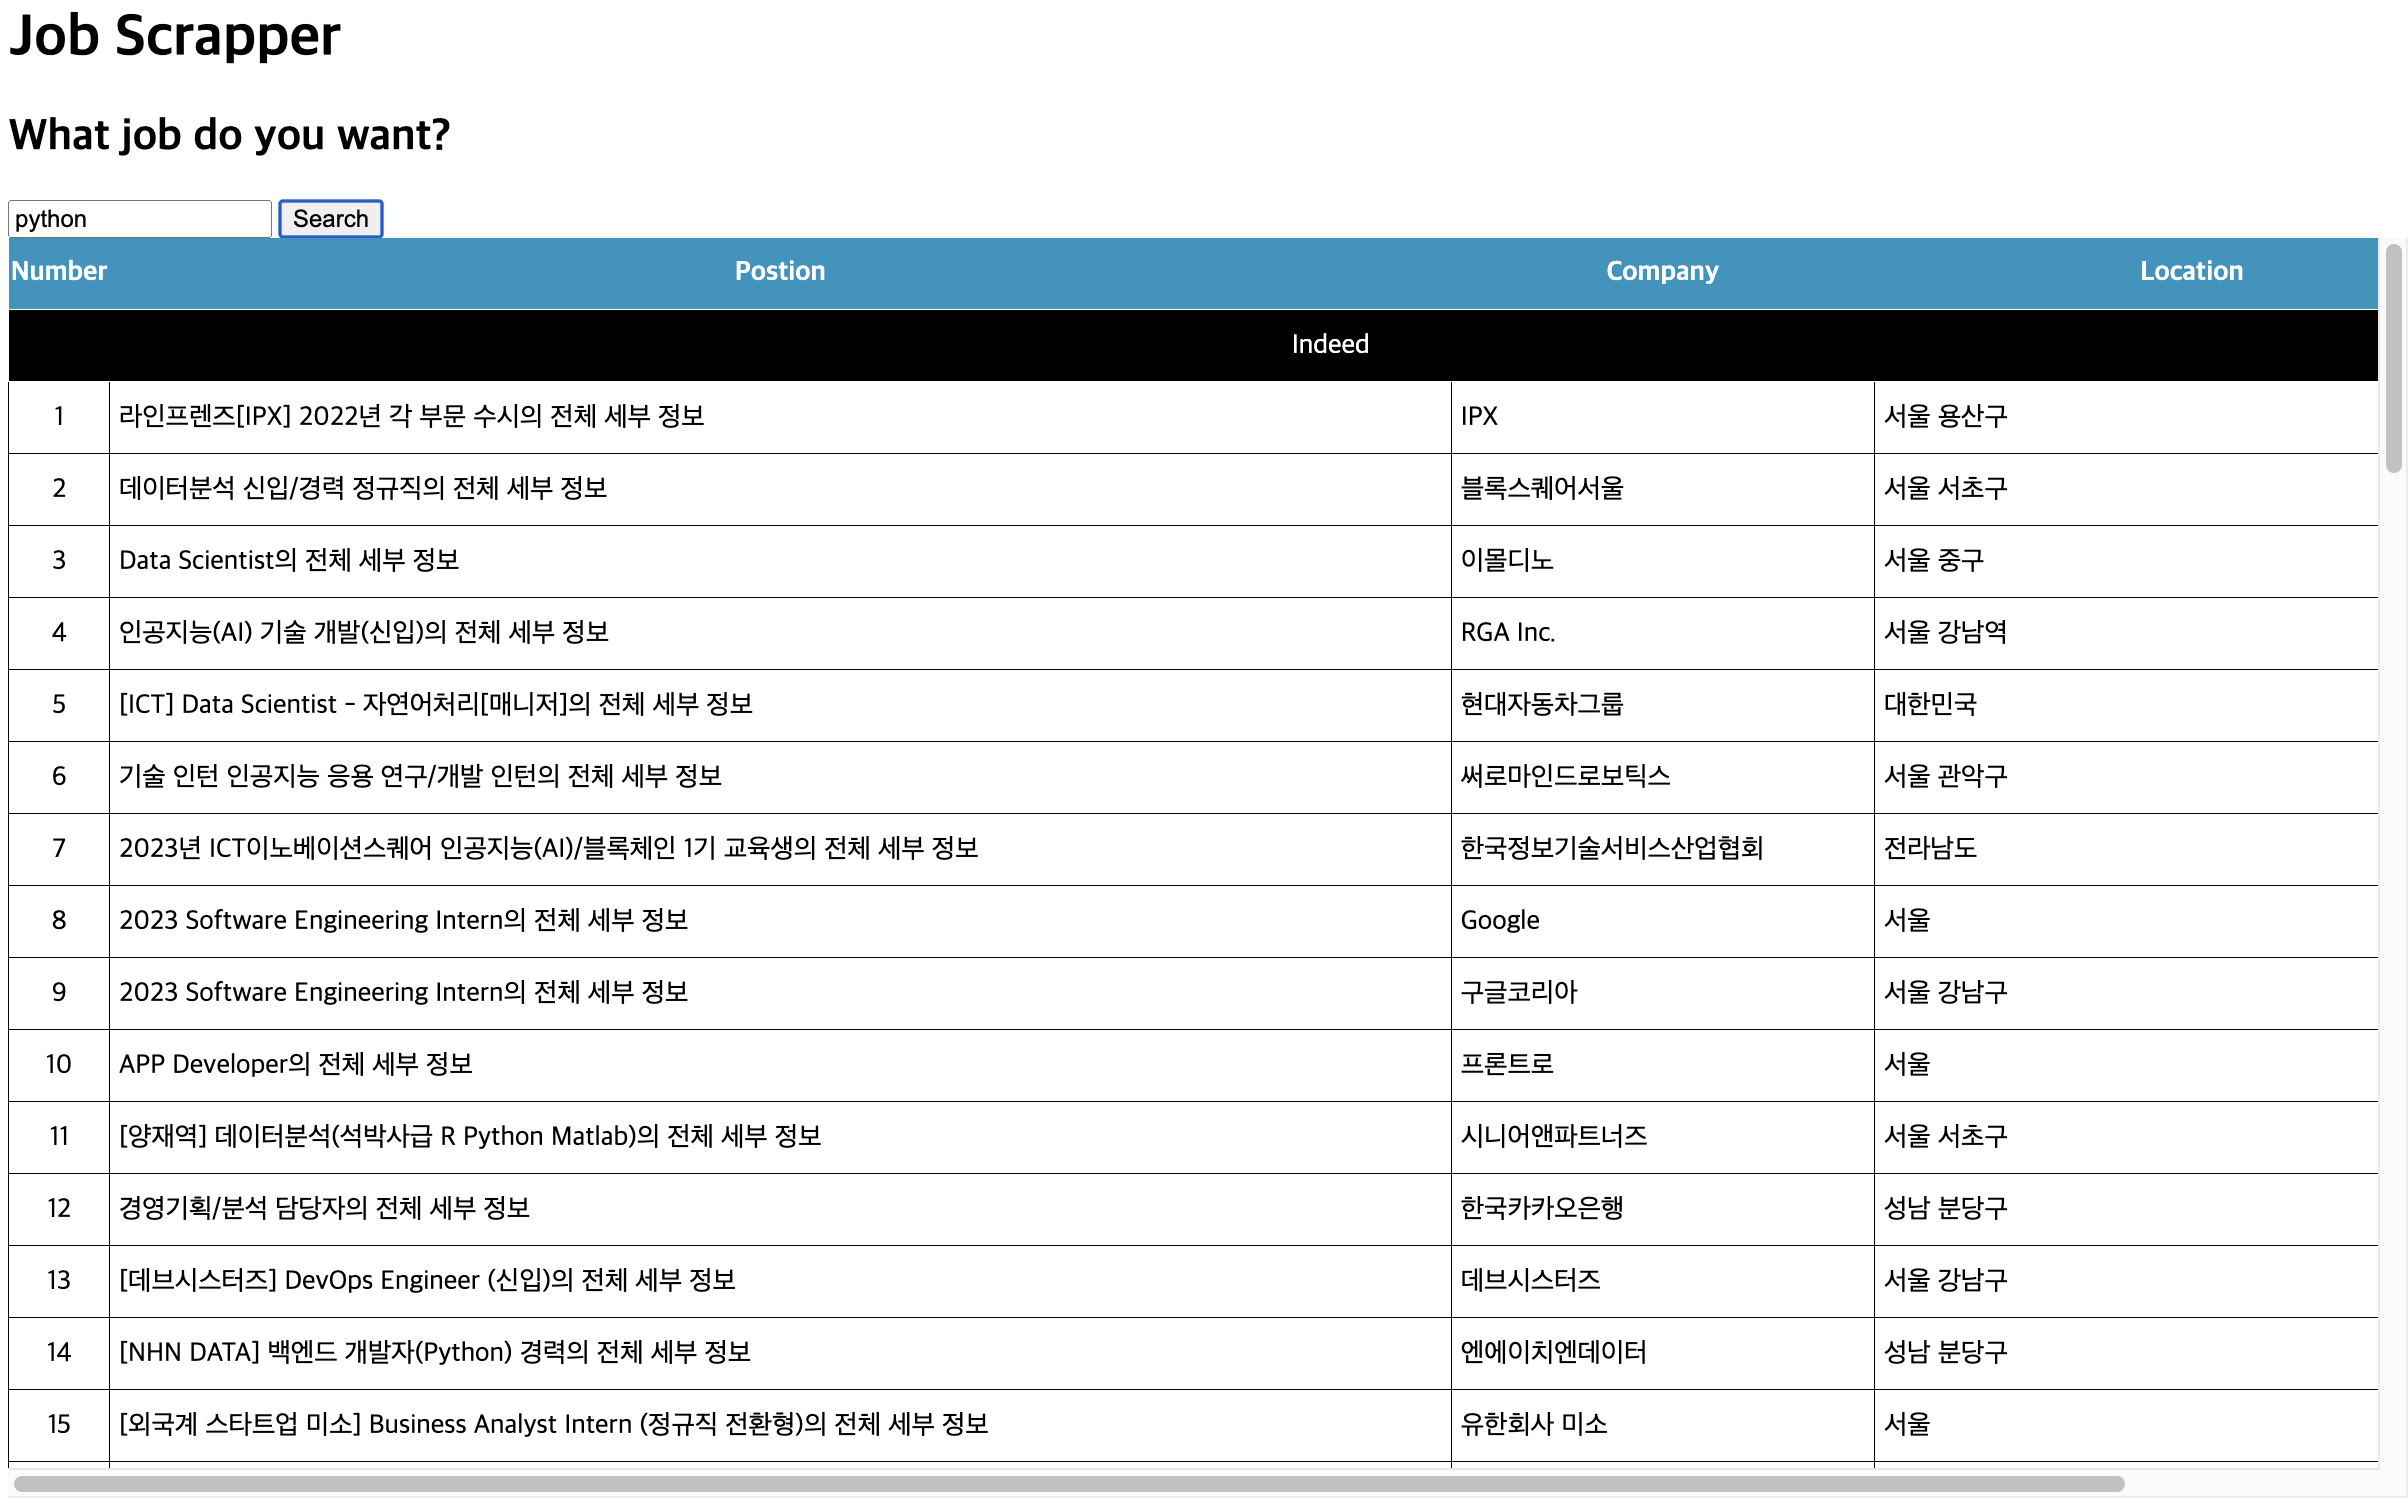 Job Scrapper
What job do you want?
python Search
Number Postion Company Location
Indeed
1 라인프렌즈[IPX] 2022년 각 부문 수시의 전체 세부 정보 IPX 서울 용산구
2 데이터분석 신입/경력 정규직의 전체 세부 정보 블록스퀘어서울 서울 서초구
3 Data Scientist의 전체 세부 정보 이몰디노 서울 중구
4 인공지능(AI) 기술 개발(신입)의 전체 세부 정보 RGA Inc. 서울 강남역
5 [ICT] Data Scientist - 자연어처리[매니저]의 전체 세부 정보 현대자동차그룹 대한민국
6 기술 인턴 인공지능 응용 연구/개발 인턴의 전체 세부 정보 써로마인드로보틱스 서울 관악구
7 2023년 ICT이노베이션스퀘어 인공지능(AI)/블록체인 1기 교육생의 전체 세부 정보 한국정보기술서비스산업협회 전라남도
8 2023 Software Engineering Intern의 전체 세부 정보 Google 서울
9 2023 Software Engineering Intern의 전체 세부 정보 구글코리아 서울 강남구
10 APP Developer의 전체 세부 정보 프론트로 서울
11 [양재역] 데이터분석(석박사급 R Python Matlab)의 전체 세부 정보 시니어앤파트너즈 서울 서초구
12 경영기획/분석 담당자의 전체 세부 정보 한국카카오은행 성남 분당구
13 [데브시스터즈] DevOps Engineer (신입)의 전체 세부 정보 데브시스터즈 서울 강남구
14 [NHN DATA] 백엔드 개발자(Python) 경력의 전체 세부 정보 엔에이치엔데이터 성남 분당구
15 [외국계 스타트업 미소] Business Analyst Intern (정규직 전환형)의 전체 세부 정보 유한회사 미소 서울